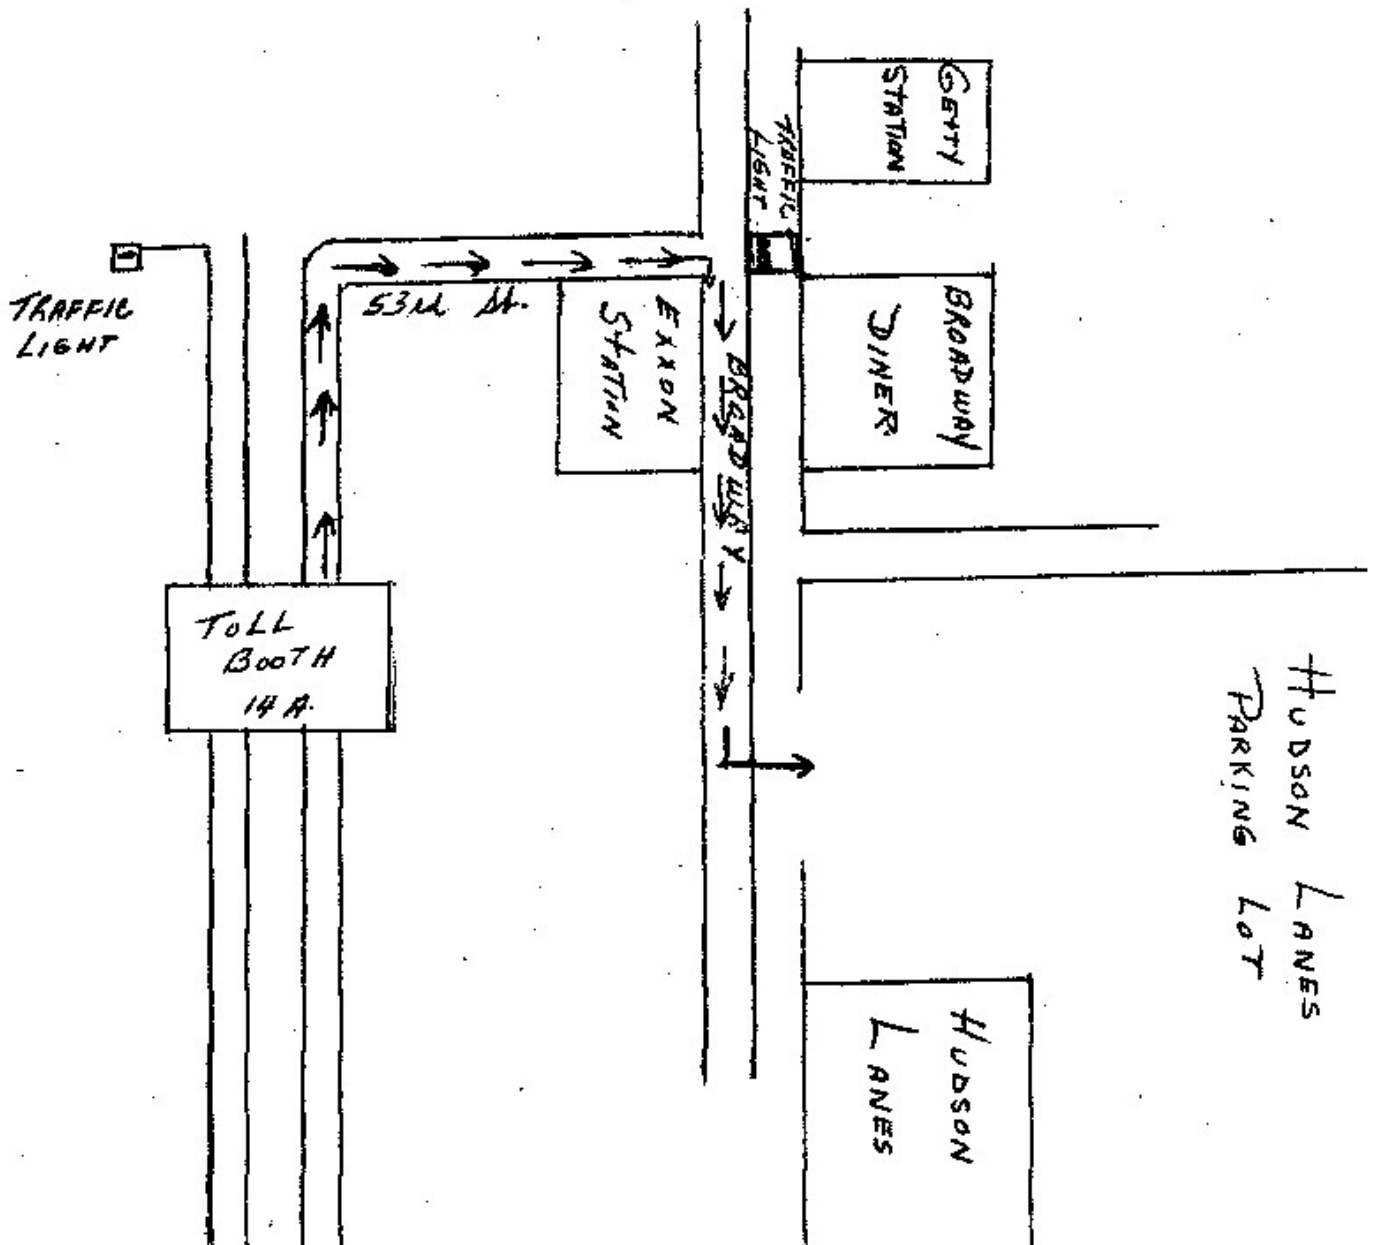 GETTY
STATION
TRAFFIC
LIGHT
TRAFFIC
LIGHT
53rd St.
EXXON
STATION
BROADWAY
BROADWAY
DINER
TOLL
BOOTH
14A.
HUDSON LANES
PARKING LOT
HUDSON
LANES